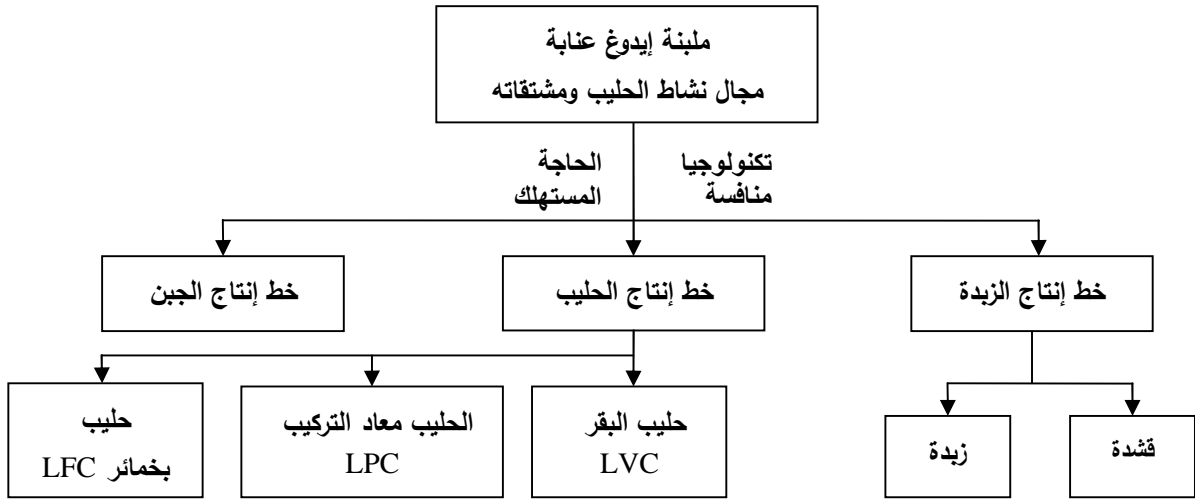 ملبنة إيدوغ عنابة
مجال نشاط الحليب ومشتقاته
تكنولوجيا
منافسة
الحاجة
المستهلك
خط إنتاج الزبدة
خط إنتاج الحليب
خط إنتاج الجبن
قشدة
زبدة
حليب البقر
LVC
الحليب معاد التركيب
LPC
حليب
بخمائر LFC